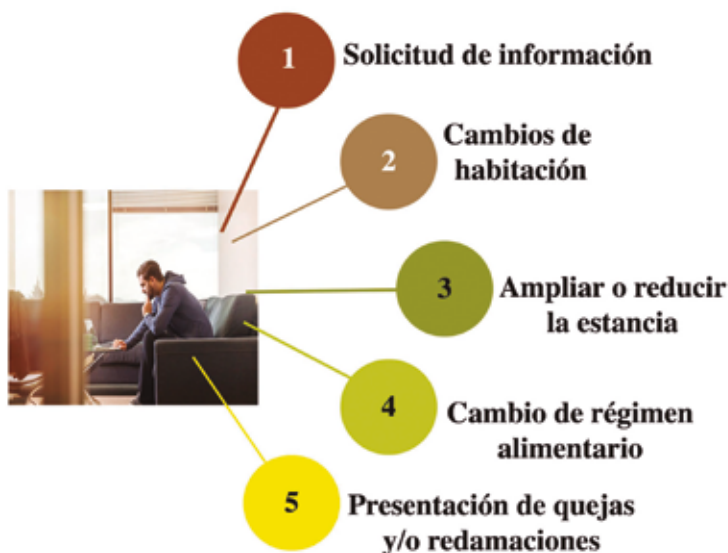 1 Solicitud de información
2 Cambios de
habitación
3 Ampliar o reducir
la estancia
4 Cambio de régimen
alimentario
5 Presentación de quejas
y/o redamaciones